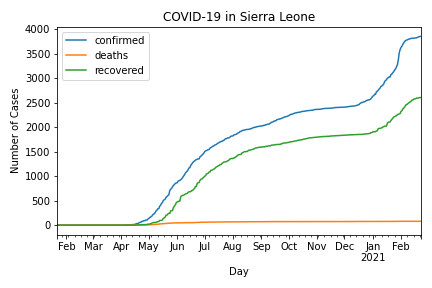 COVID-19 in Sierra Leone
confirmed
deaths
recovered
Number of Cases
4000
3500
3000
2500
2000
1500
1000
500
0
Feb Mar Apr May Jun Jul Aug Sep Oct Nov Dec Jan Feb
2021
Day